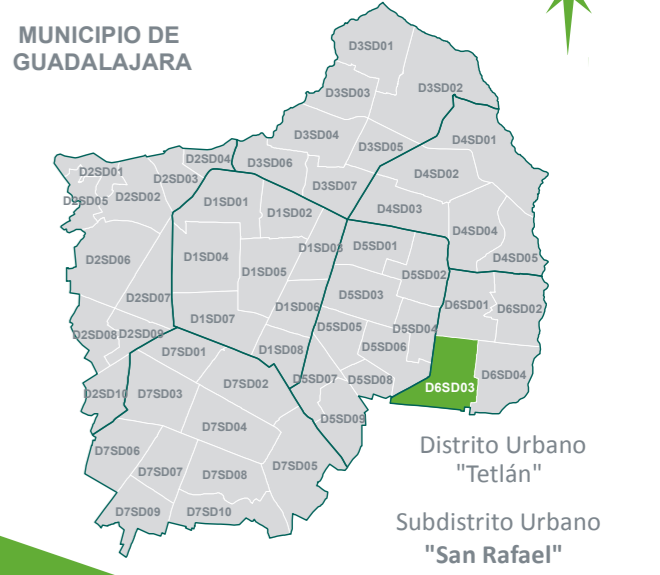 MUNICIPIO DE
GUADALAJARA
D3SD01
D3SD02
D3SD03
D3SD04
D3SD05
D3SD06
D3SD07
D4SD01
D4SD02
D4SD03
D4SD04
D4SD05
D2SD04
D2SD01
D2SD03
D2SD05
D2SD02
D2SD06
D2SD07
D2SD08
D2SD09
D2SD10
D1SD01
D1SD02
D1SD03
D1SD04
D1SD05
D1SD06
D1SD07
D1SD08
D5SD01
D5SD02
D5SD03
D5SD04
D5SD05
D5SD06
D5SD07
D5SD08
D5SD09
D6SD01
D6SD02
D6SD03
D6SD04
D7SD01
D7SD02
D7SD03
D7SD04
D7SD05
D7SD06
D7SD07
D7SD08
D7SD09
D7SD10
Distrito Urbano
"Tetlán"
Subdistrito Urbano
"San Rafael"